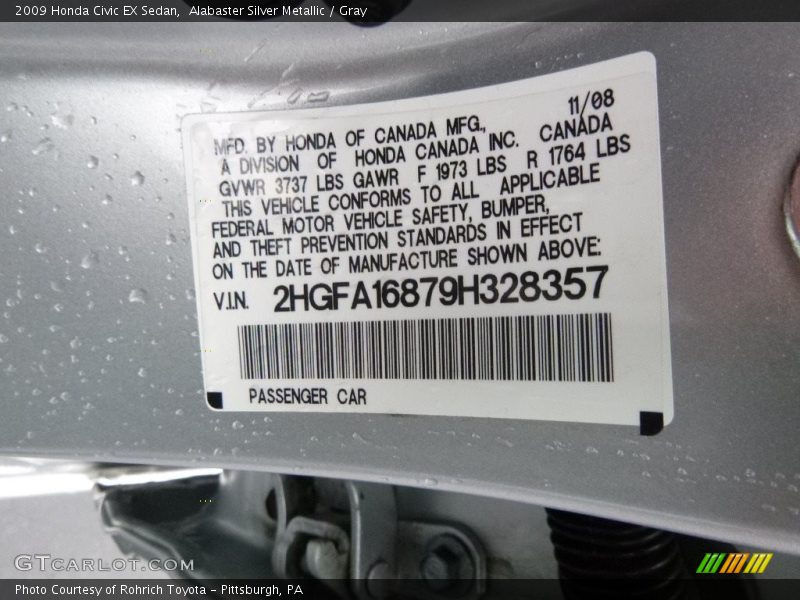 2009 Honda Civic EX Sedan,  Alabaster Silver Metallic / Gray
11/08
MFD. BY HONDA OF CANADA MFG.,
A DIVISION OF HONDA CANADA INC. CANADA
GVWR 3737 LBS GAWR F 1973 LBS R 1764 LBS
THIS VEHICLE CONFORMS TO ALL APPLICABLE
FEDERAL MOTOR VEHICLE SAFETY, BUMPER,
AND THEFT PREVENTION STANDARDS IN EFFECT
ON THE DATE OF MANUFACTURE SHOWN ABOVE:
V.I.N. 2HGFA16879H328357
PASSENGER CAR
GTCARLOT.COM
Photo Courtesy of Rohrich Toyota - Pittsburgh, PA